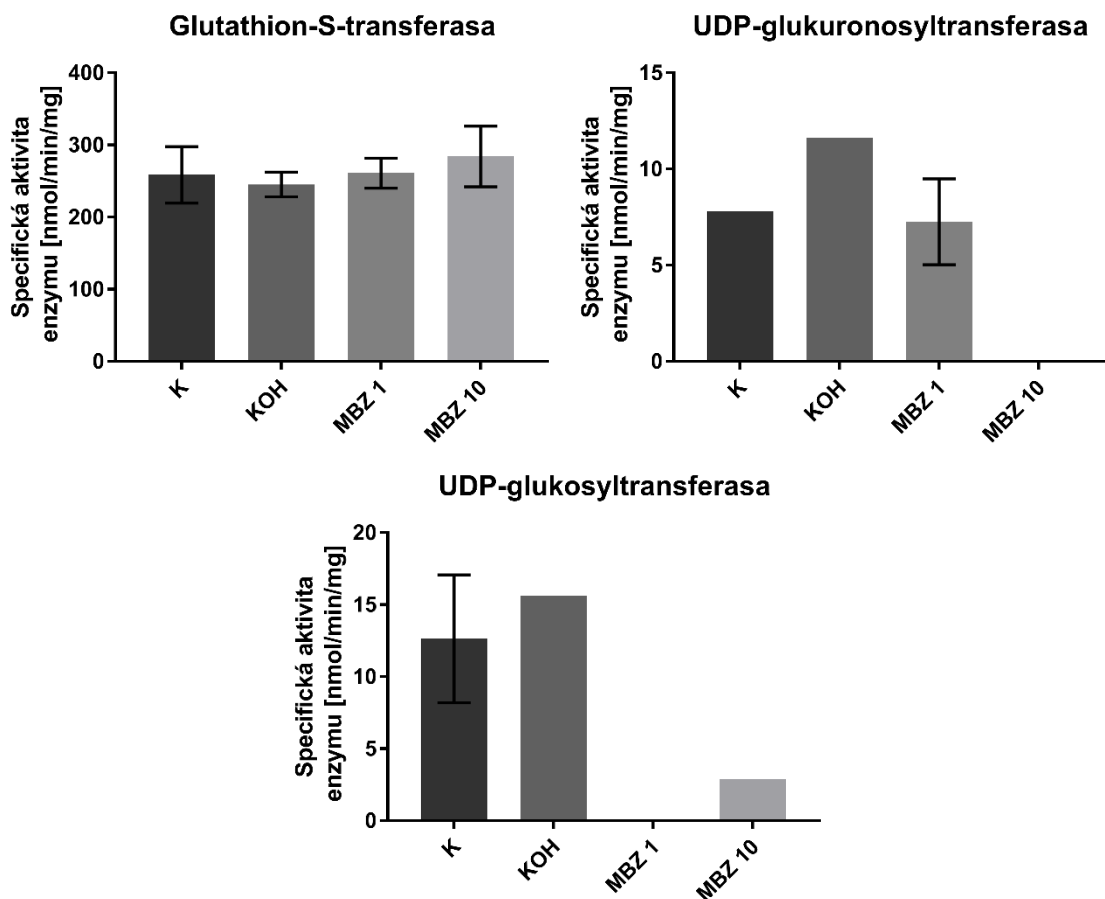 Glutathion-S-transferasa
Specifická aktivita
enzymu [nmol/min/mg]
400
300
200
100
0
K
KOH
MBZ 1
MBZ 10
UDP-glukuronosyltransferasa
Specifická aktivita
enzymu [nmol/min/mg]
15
10
5
0
K
KOH
MBZ 1
MBZ 10
UDP-glukosyltransferasa
Specifická aktivita
enzymu [nmol/min/mg]
20
15
10
5
0
K
KOH
MBZ 1
MBZ 10